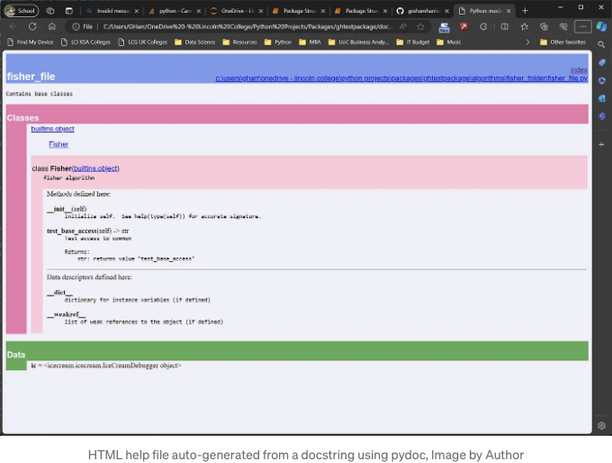 School
Invalid messa
python - Gen
OneDrive - Li
Package Struc
Package Struc
grahamharris
Python: mod
File
C:/Users/GHarr/OneDrive%20-%20Lincoln%20College/Python%20Projects/Packages/ghtestpackage/doc...
Find My Device
LCI KSA Colleges
LCG UK Colleges
Data Science
Resources
Python
MBA
UoC Business Analy...
IT Budget
Music
Other favorites
fisher_file
index
c:\users\gharr\onedrive - lincoln college\python projects\packages\ghtestpackage\algorithms\fisher_folder\fisher_file.py
Contains base classes
Classes
builtins.object
Fisher
class Fisher(builtins.object)
fisher algorithm
Methods defined here:
__init__(self)
Initialize self. See help(type(self)) for accurate signature.
test_base_access(self) -> str
Test access to common
Returns:
str: returns value "test_base_access"
Data descriptors defined here:
__dict__
dictionary for instance variables (if defined)
__weakref__
list of weak references to the object (if defined)
Data
ic = <icecream.icecream.IceCreamDebugger object>
HTML help file auto-generated from a docstring using pydoc, Image by Author